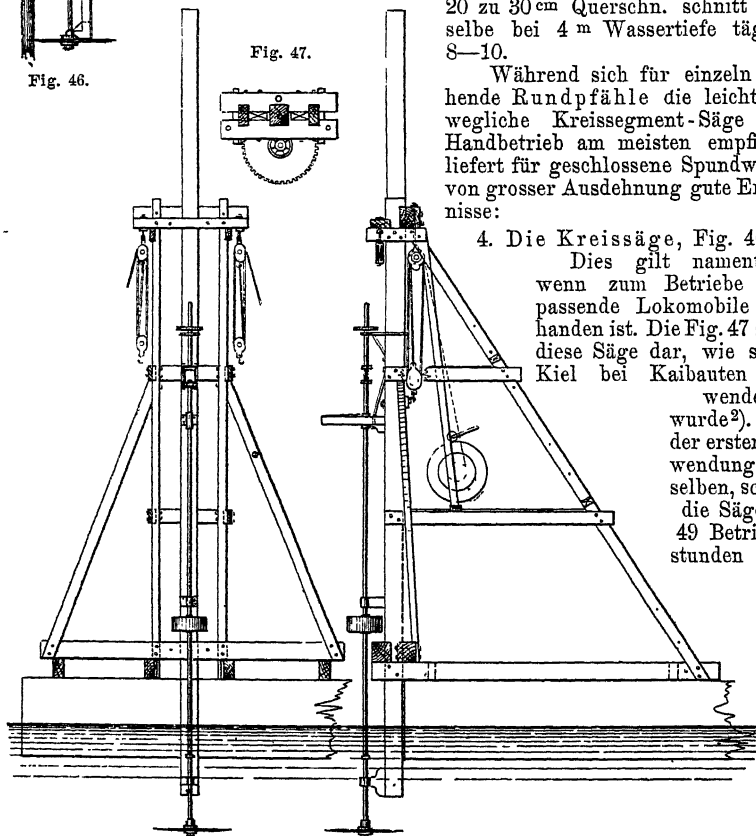 20 zu 30 cm Querschn. schnitt
selbe bei 4 m Wassertiefe täg
8—10.
Während sich für einzeln
hende Rundpfähle die leicht
wegliche Kreissegment-Säge
Handbetrieb am meisten empfi
liefert für geschlossene Spundw
von grosser Ausdehnung gute Er
nisse:
4. Die Kreissäge, Fig. 4
Dies gilt nament
wenn zum Betriebe
passende Lokomobile
handen ist. Die Fig. 47
diese Säge dar, wie s
Kiel bei Kaibauten
wende
wurde²).
der erster
wendung
selben, so
die Säge
49 Betri
stunden
Fig. 46.
Fig. 47.